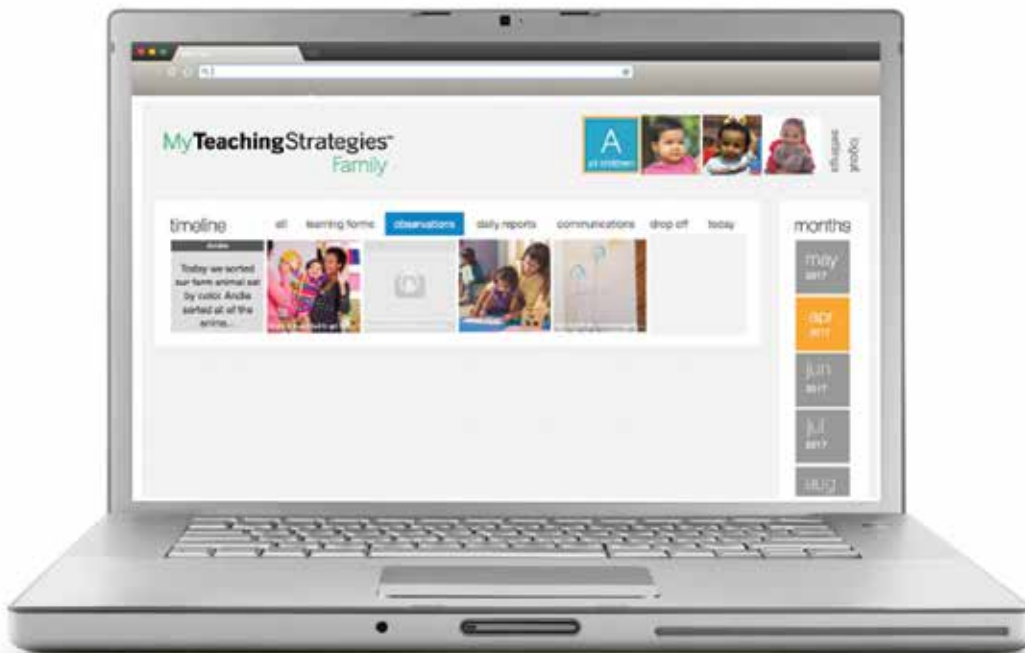 MyTeachingStrategies™
Family
A
all children
settings
logout
timeline
all
learning forms
observations
daily reports
communications
drop off
today
months
Andie
Today we sorted
our farm animal set
by color. Andie
sorted all of the
anima...
may
2017
apr
2017
jun
2017
jul
2017
aug